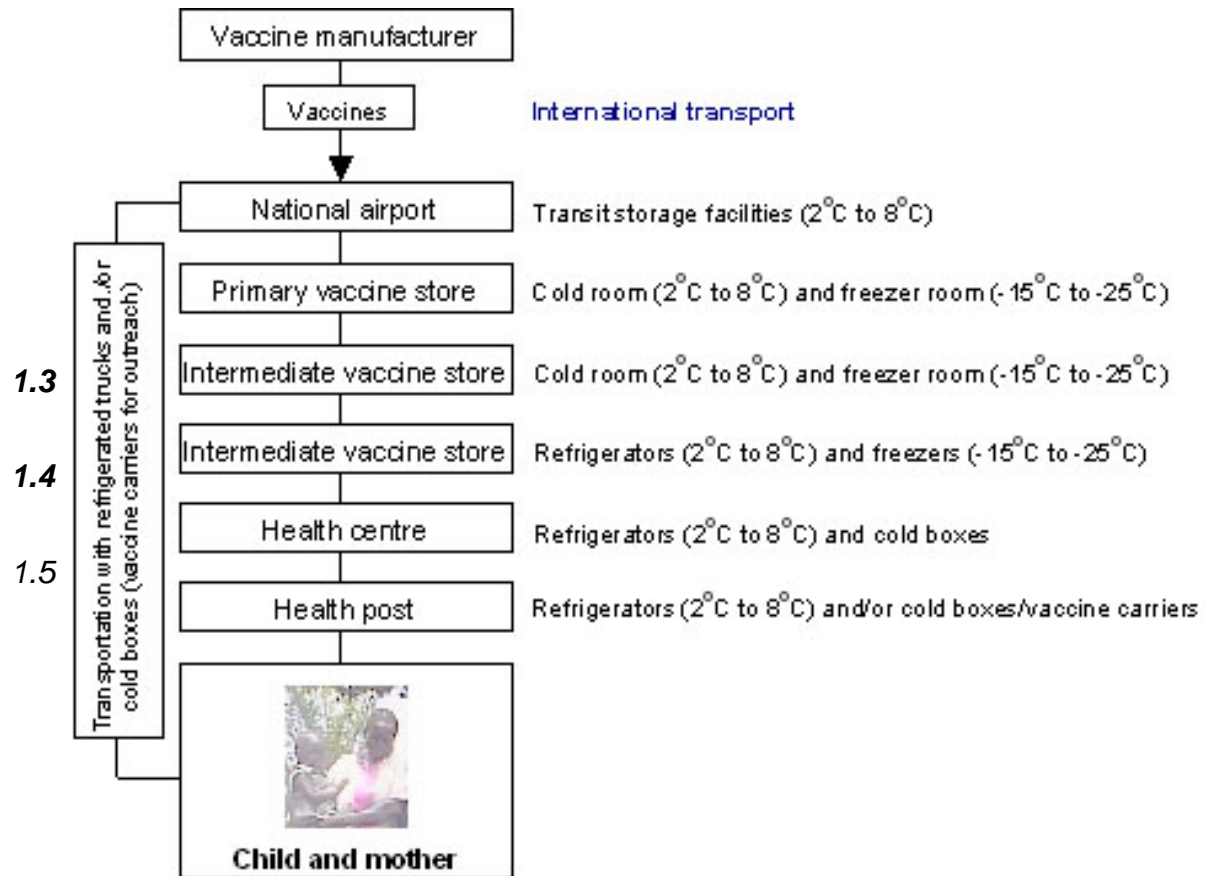 Vaccine manufacturer
Vaccines
International transport
National airport
Transit storage facilities (2°C to 8°C)
Primary vaccine store
Cold room (2°C to 8°C) and freezer room (-15°C to -25°C)
1.3
Intermediate vaccine store
Cold room (2°C to 8°C) and freezer room (-15°C to -25°C)
1.4
Intermediate vaccine store
Refrigerators (2°C to 8°C) and freezers (-15°C to -25°C)
Health centre
Refrigerators (2°C to 8°C) and cold boxes
1.5
Health post
Refrigerators (2°C to 8°C) and/or cold boxes/vaccine carriers
Transportation with refrigerated trucks and/or
cold boxes (vaccine carriers for outreach)
Child and mother